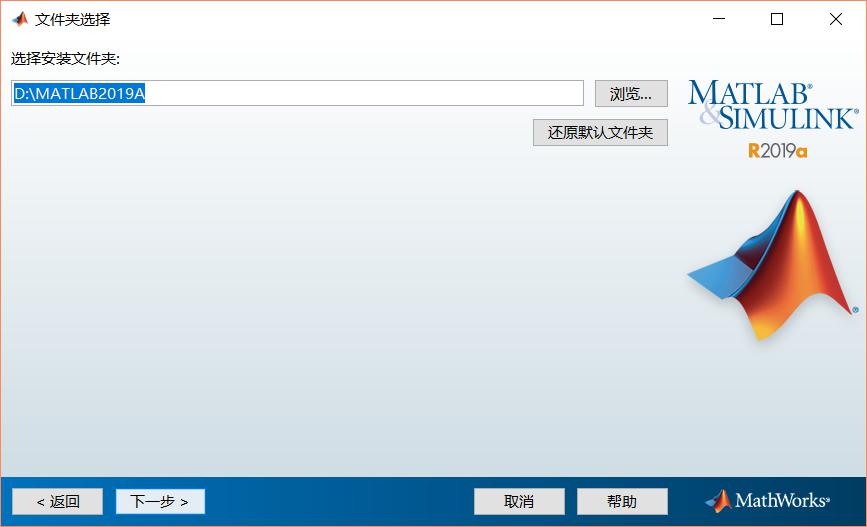 文件夹选择
选择安装文件夹:
D:\MATLAB2019A
浏览...
还原默认文件夹
MATLAB®
&SIMULINK®
R2019a
®
< 返回
下一步 >
取消
帮助
MathWorks®